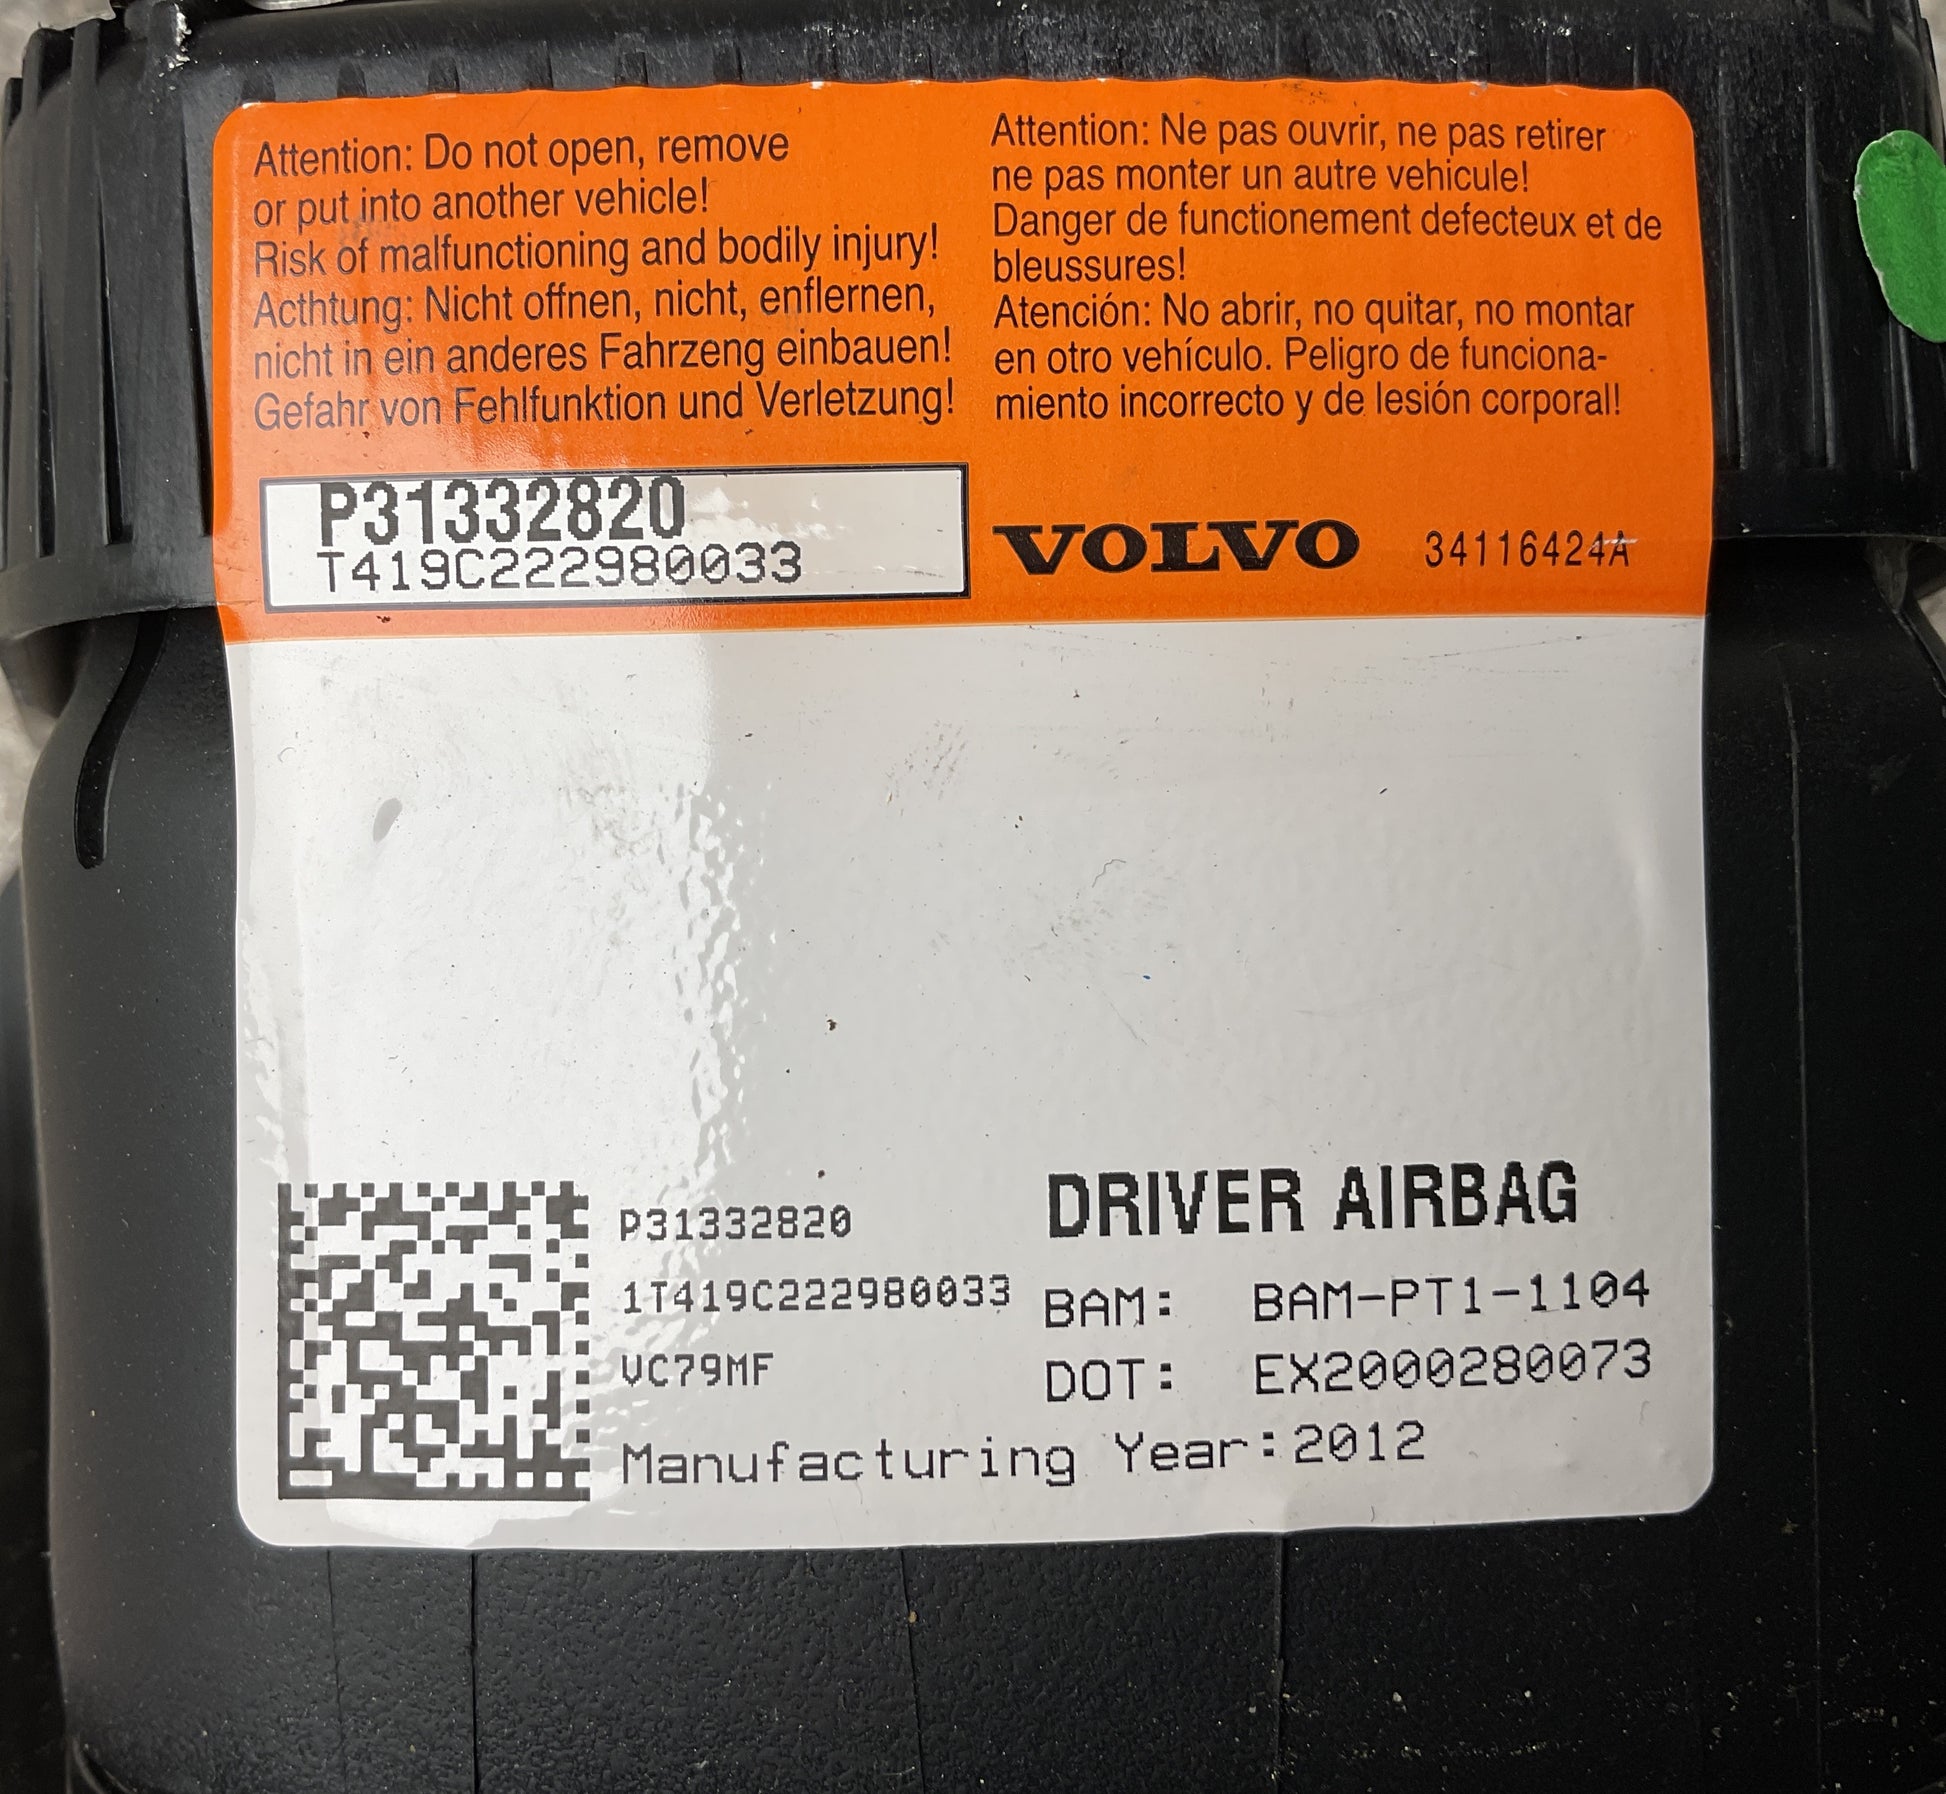 Attention: Do not open, remove
or put into another vehicle!
Risk of malfunctioning and bodily injury!
Acthtung: Nicht offnen, nicht, enflernen,
nicht in ein anderes Fahrzeng einbauen!
Gefahr von Fehlfunktion und Verletzung!
Attention: Ne pas ouvrir, ne pas retirer
ne pas monter un autre vehicule!
Danger de functionement defecteux et de
bleussures!
Atención: No abrir, no quitar, no montar
en otro vehículo. Peligro de funciona-
miento incorrecto y de lesión corporal!
P31332820
T419C222980033
VOLVO 34116424A
P31332820
1T419C222980033
VC79MF
DRIVER AIRBAG
BAM: BAM-PT1-1104
DOT: EX2000280073
Manufacturing Year:2012